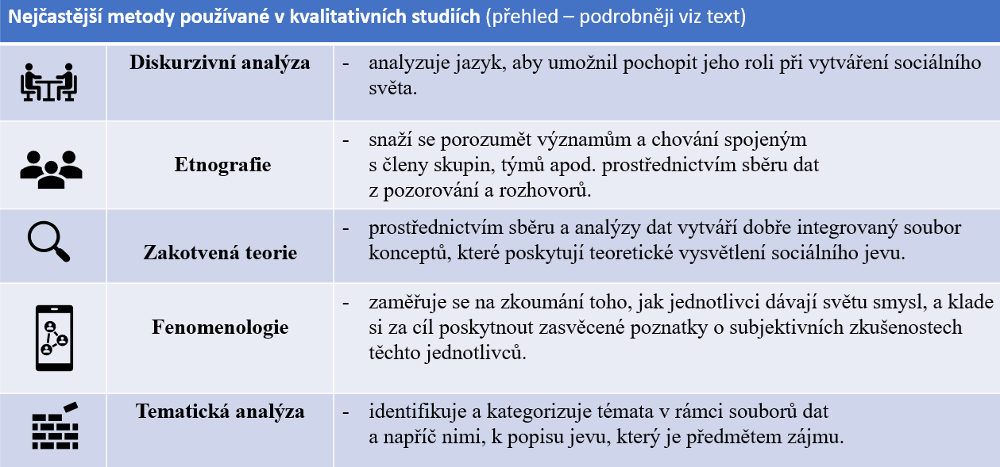 Nejčastější metody používané v kvalitativních studiích (přehled – podrobněji viz text)
Diskurzivní analýza
- analyzuje jazyk, aby umožnil pochopit jeho roli při vytváření sociálního
světa.
Etnografie
- snaží se porozumět významům a chování spojeným
s členy skupin, týmů apod. prostřednictvím sběru dat
z pozorování a rozhovorů.
Zakotvená teorie
- prostřednictvím sběru a analýzy dat vytváří dobře integrovaný soubor
konceptů, které poskytují teoretické vysvětlení sociálního jevu.
Fenomenologie
- zaměřuje se na zkoumání toho, jak jednotlivci dávají světu smysl, a klade
si za cíl poskytnout zasvěcené poznatky o subjektivních zkušenostech
těchto jednotlivců.
Tematická analýza
- identifikuje a kategorizuje témata v rámci souborů dat
a napříč nimi, k popisu jevu, který je předmětem zájmu.